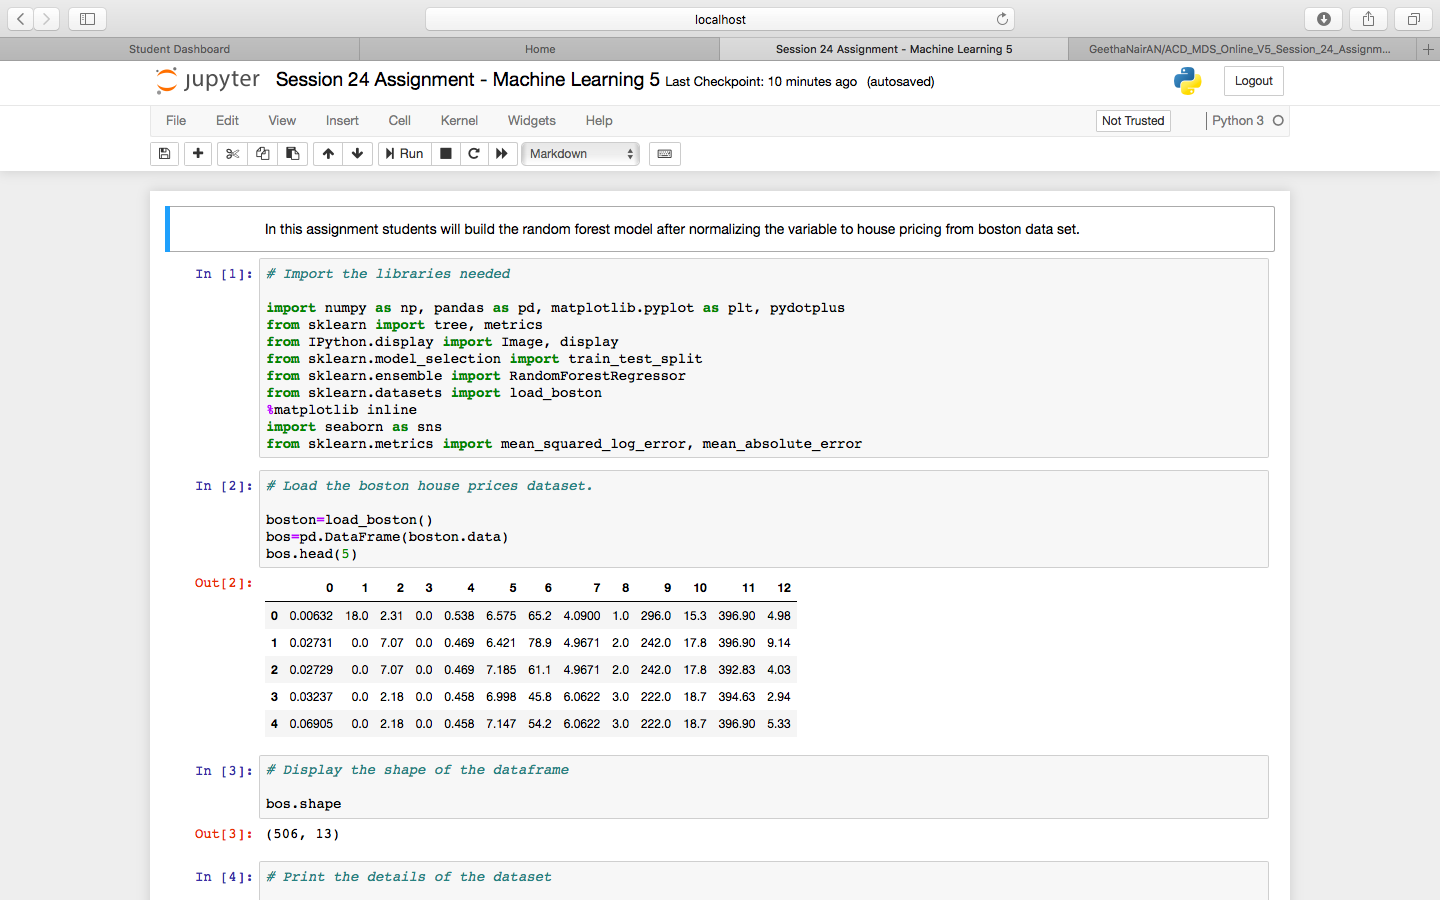 localhost
Student Dashboard
Home
Session 24 Assignment - Machine Learning 5
GeethaNairAN/ACD_MDS_Online_V5_Session_24_Assignm...
jupyter Session 24 Assignment - Machine Learning 5 Last Checkpoint: 10 minutes ago (autosaved)
Logout
File Edit View Insert Cell Kernel Widgets Help
Not Trusted
Python 3
Run
Markdown
In this assignment students will build the random forest model after normalizing the variable to house pricing from boston data set.
In [1]: # Import the libraries needed
import numpy as np, pandas as pd, matplotlib.pyplot as plt, pydotplus
from sklearn import tree, metrics
from IPython.display import Image, display
from sklearn.model_selection import train_test_split
from sklearn.ensemble import RandomForestRegressor
from sklearn.datasets import load_boston
%matplotlib inline
import seaborn as sns
from sklearn.metrics import mean_squared_log_error, mean_absolute_error
In [2]: # Load the boston house prices dataset.
boston=load_boston()
bos=pd.DataFrame(boston.data)
bos.head(5)
Out[2]:
0 1 2 3 4 5 6 7 8 9 10 11 12
0 0.00632 18.0 2.31 0.0 0.538 6.575 65.2 4.0900 1.0 296.0 15.3 396.90 4.98
1 0.02731 0.0 7.07 0.0 0.469 6.421 78.9 4.9671 2.0 242.0 17.8 396.90 9.14
2 0.02729 0.0 7.07 0.0 0.469 7.185 61.1 4.9671 2.0 242.0 17.8 392.83 4.03
3 0.03237 0.0 2.18 0.0 0.458 6.998 45.8 6.0622 3.0 222.0 18.7 394.63 2.94
4 0.06905 0.0 2.18 0.0 0.458 7.147 54.2 6.0622 3.0 222.0 18.7 396.90 5.33
In [3]: # Display the shape of the dataframe
bos.shape
Out[3]: (506, 13)
In [4]: # Print the details of the dataset